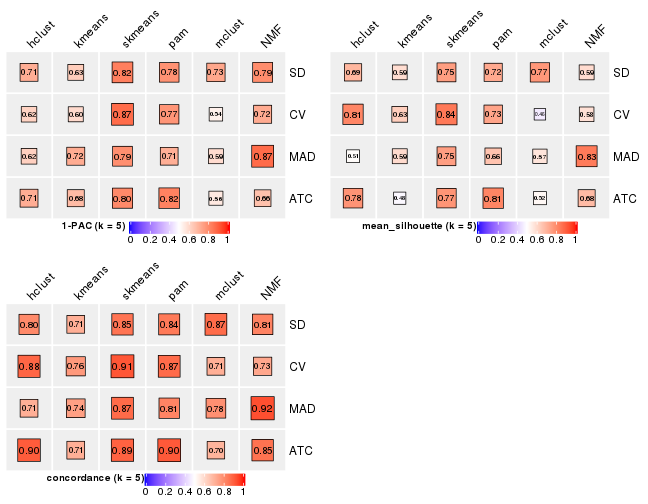 hclust kmeans skmeans pam mclust NMF
0.71 0.63 0.82 0.78 0.73 0.79 SD
0.62 0.60 0.87 0.77 0.54 0.72 CV
0.62 0.72 0.79 0.71 0.59 0.87 MAD
0.71 0.68 0.80 0.82 0.56 0.66 ATC
1-PAC (k = 5)
0 0.2 0.4 0.6 0.8 1
hclust kmeans skmeans pam mclust NMF
0.69 0.59 0.75 0.72 0.77 0.59 SD
0.81 0.63 0.84 0.73 0.46 0.58 CV
0.51 0.59 0.75 0.66 0.57 0.83 MAD
0.78 0.48 0.77 0.81 0.52 0.68 ATC
mean_silhouette (k = 5)
0 0.2 0.4 0.6 0.8 1
hclust kmeans skmeans pam mclust NMF
0.80 0.71 0.85 0.84 0.87 0.81 SD
0.88 0.76 0.91 0.87 0.71 0.73 CV
0.71 0.74 0.87 0.81 0.78 0.92 MAD
0.90 0.71 0.89 0.90 0.70 0.85 ATC
concordance (k = 5)
0 0.2 0.4 0.6 0.8 1